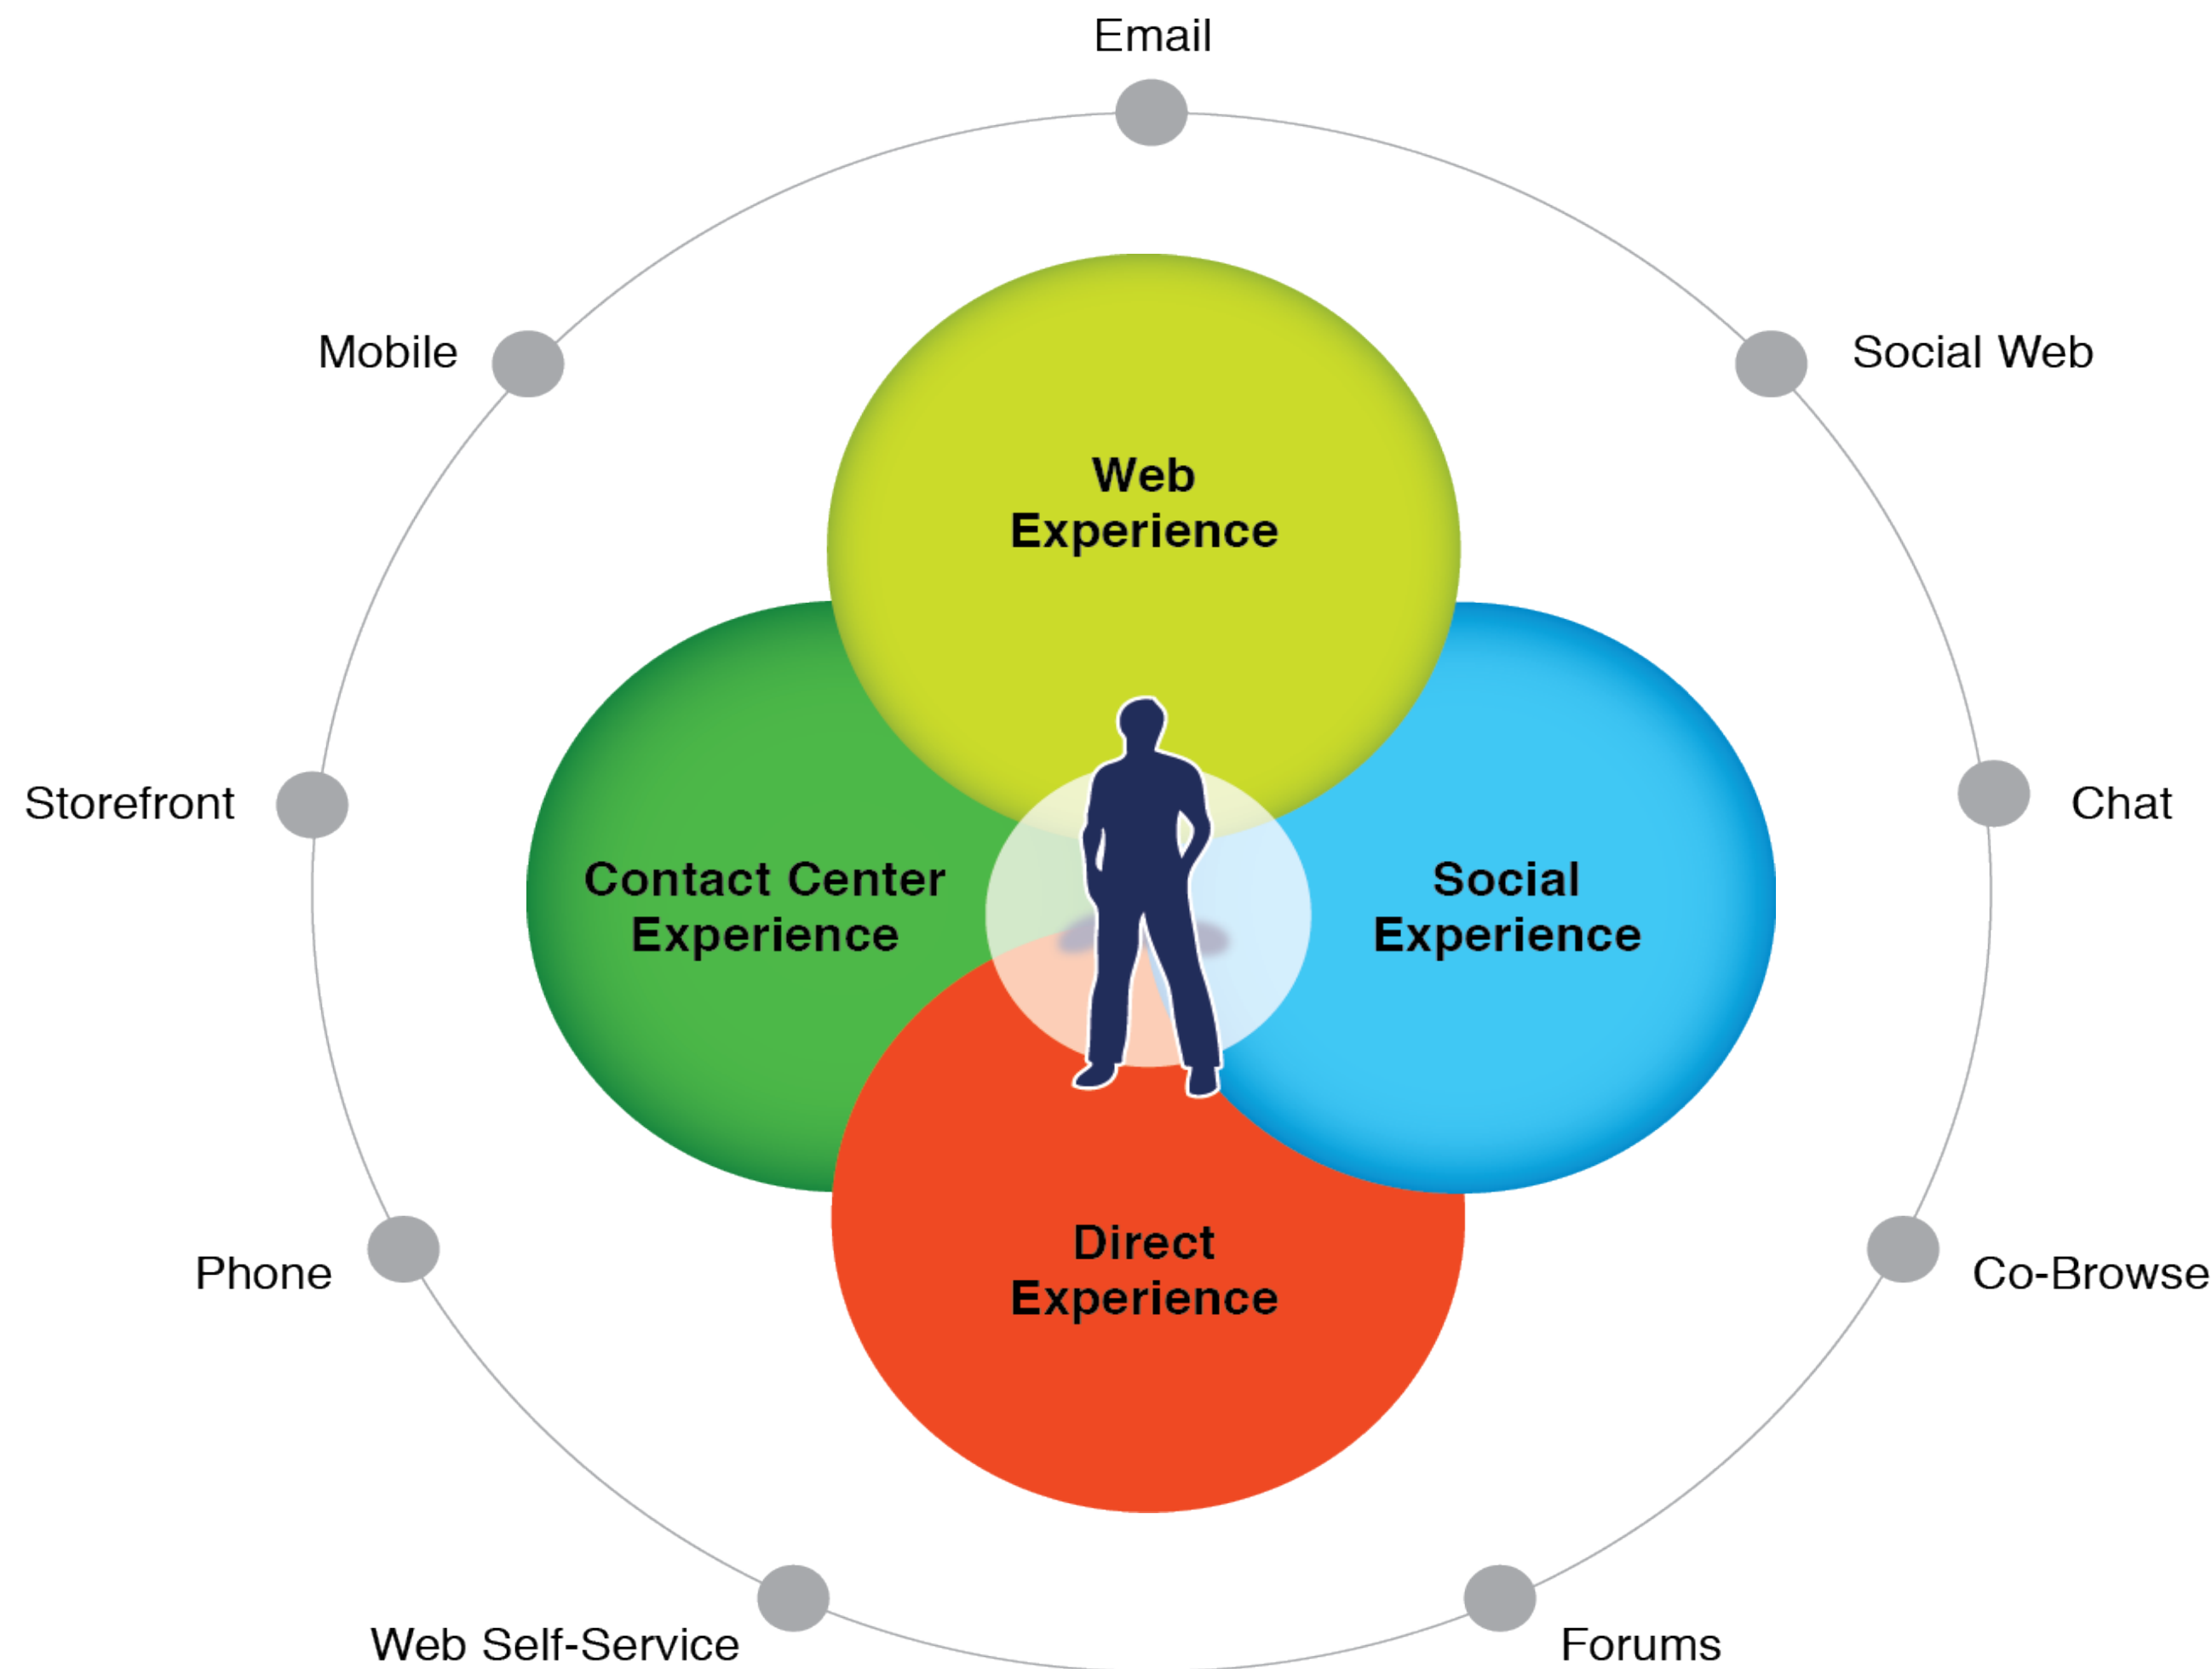 Email
Mobile
Social Web
Web
Experience
Storefront
Chat
Contact Center
Experience
Social
Experience
Phone
Co-Browse
Direct
Experience
Web Self-Service
Forums